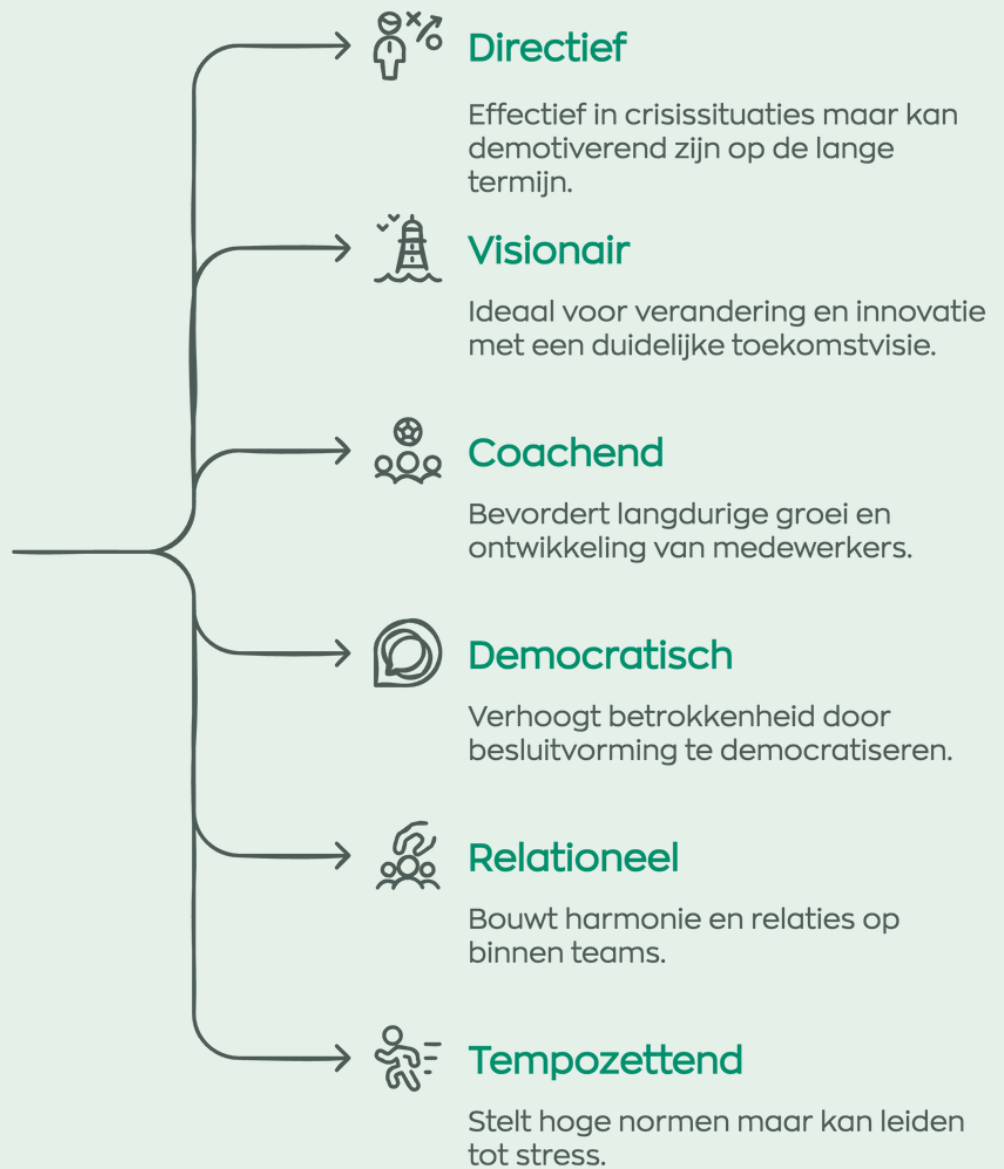 Directief
Effectief in crisissituaties maar kan
demotiverend zijn op de lange
termijn.
Visionair
Ideaal voor verandering en innovatie
met een duidelijke toekomstvisie.
Coachend
Bevordert langdurige groei en
ontwikkeling van medewerkers.
Democratisch
Verhoogt betrokkenheid door
besluitvorming te democratiseren.
Relationeel
Bouwt harmonie en relaties op
binnen teams.
Tempozettend
Stelt hoge normen maar kan leiden
tot stress.